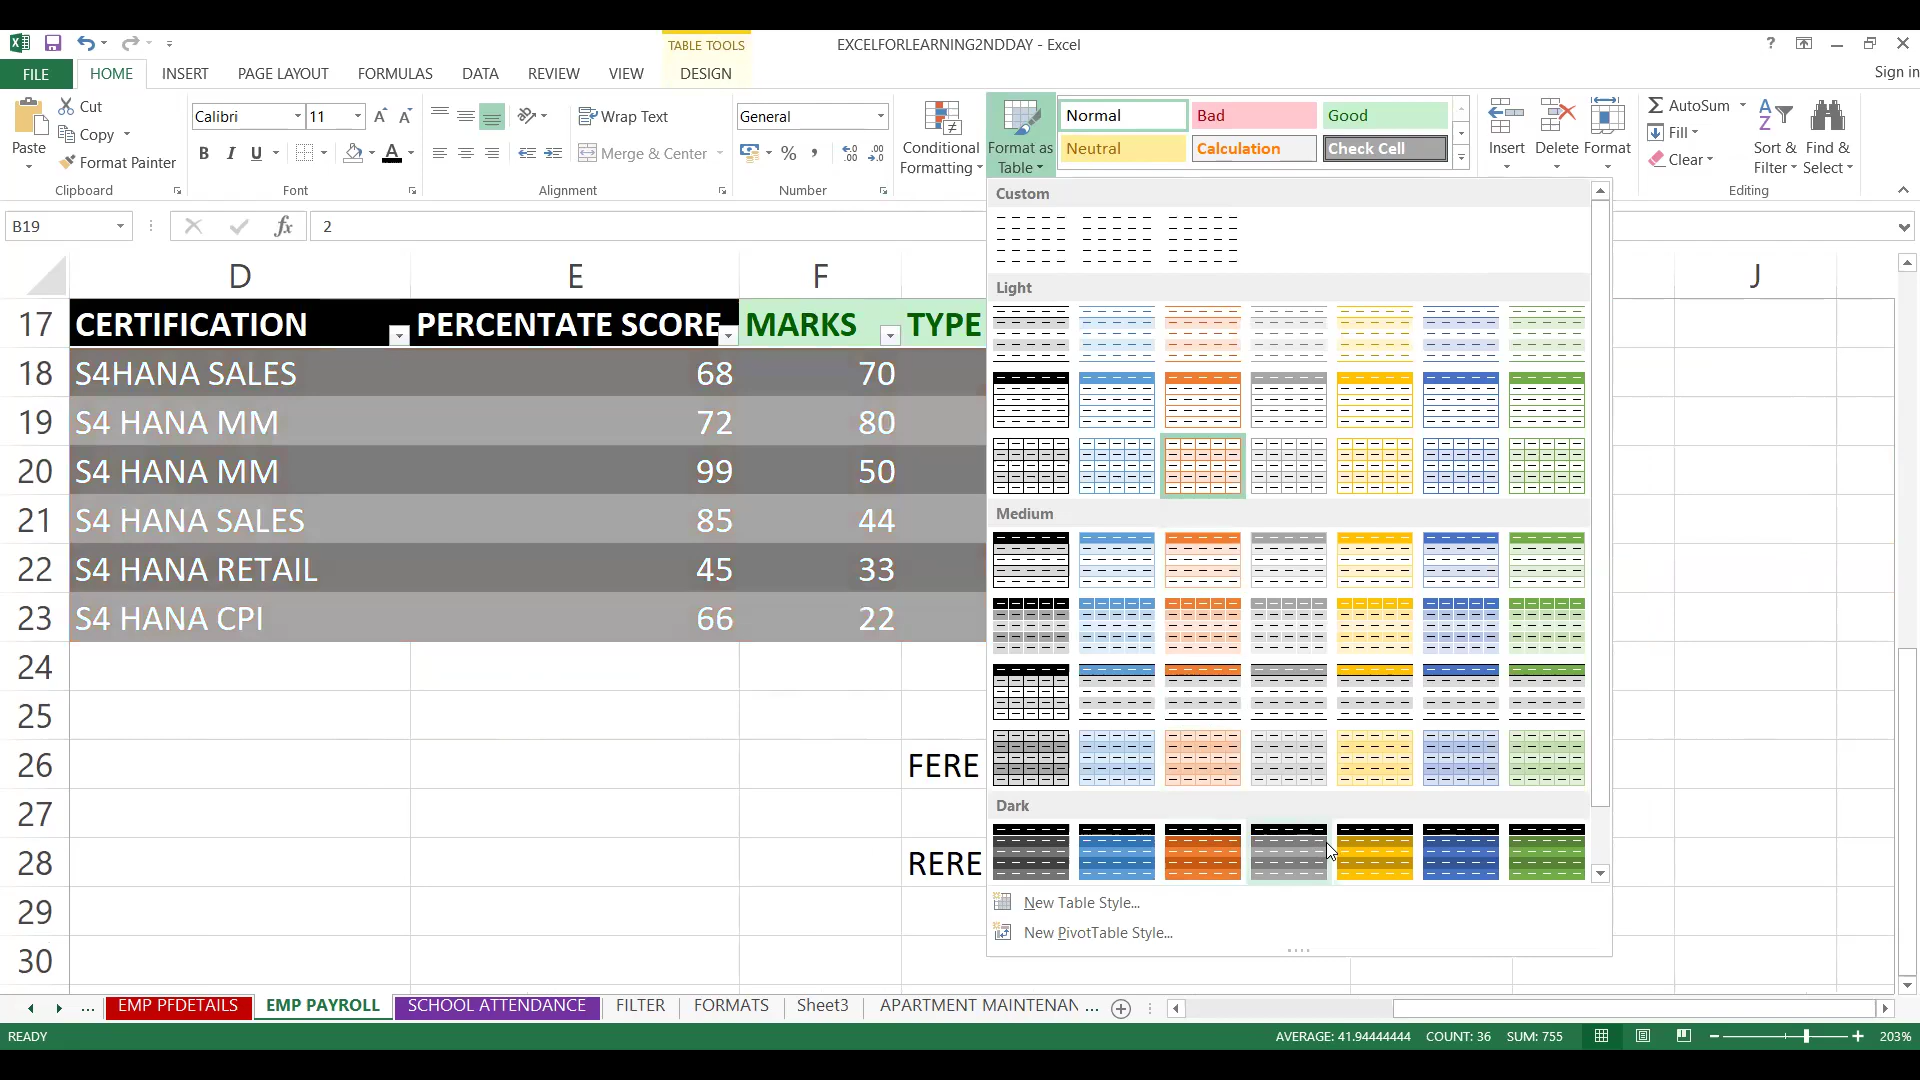 TABLE TOOLS
EXCELFORLEARNING2NDDAY - Excel
?
Sign in
FILE HOME INSERT PAGE LAYOUT FORMULAS DATA REVIEW VIEW DESIGN
Paste
Cut
Copy
Format Painter
Clipboard
Calibri 11
B I U A
Font
Wrap Text
Merge & Center
Alignment
General
% ,
Number
Conditional Formatting
Format as Table
Normal Bad Good
Neutral Calculation Check Cell
Insert Delete Format
AutoSum
Fill
Clear
Sort & Filter
Find & Select
Editing
B19 fx 2
Custom
Light
Medium
Dark
New Table Style...
New PivotTable Style...
D E F J
17 CERTIFICATION PERCENTATE SCORE MARKS TYPE
18 S4HANA SALES 68 70
19 S4 HANA MM 72 80
20 S4 HANA MM 99 50
21 S4 HANA SALES 85 44
22 S4 HANA RETAIL 45 33
23 S4 HANA CPI 66 22
24
25
26 FERE
27
28 RERE
29
30
... EMP PFDETAILS EMP PAYROLL SCHOOL ATTENDANCE FILTER FORMATS Sheet3 APARTMENT MAINTENAN ...
READY AVERAGE: 41.94444444 COUNT: 36 SUM: 755 203%